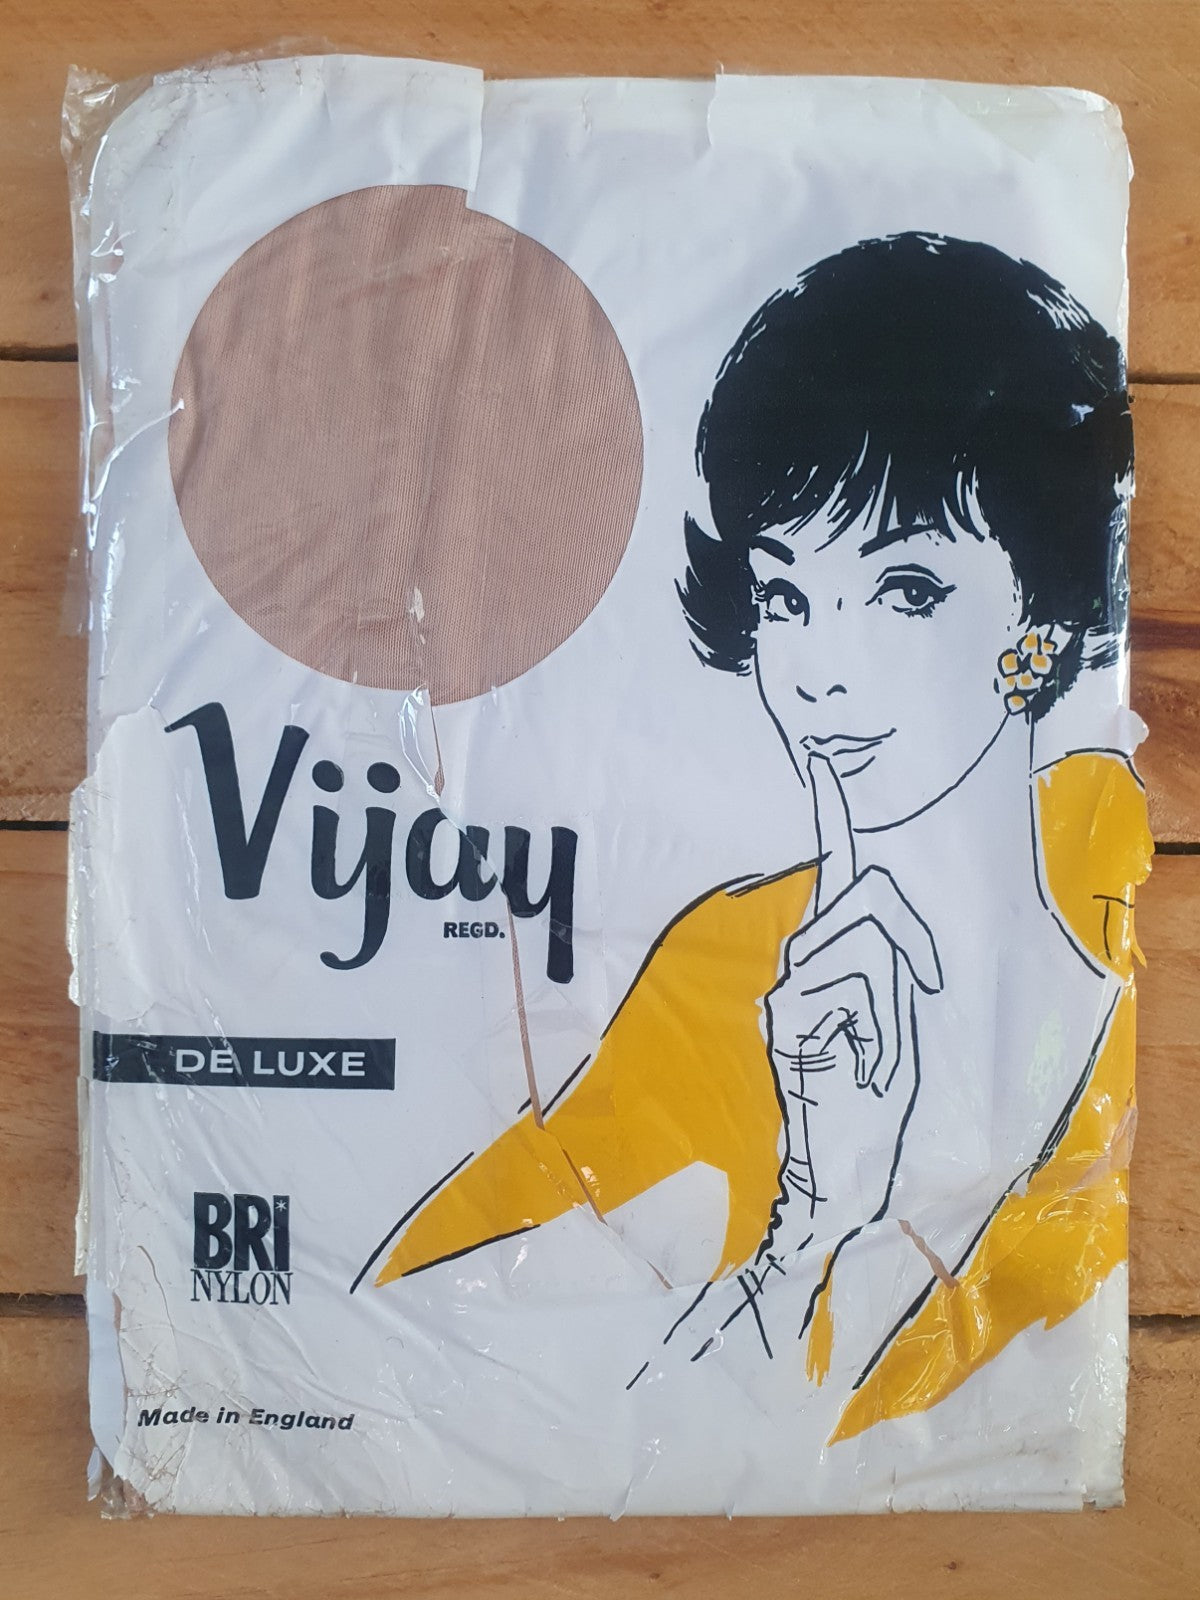 Vijay
REGD.
DE LUXE
BRI
NYLON
Made in England